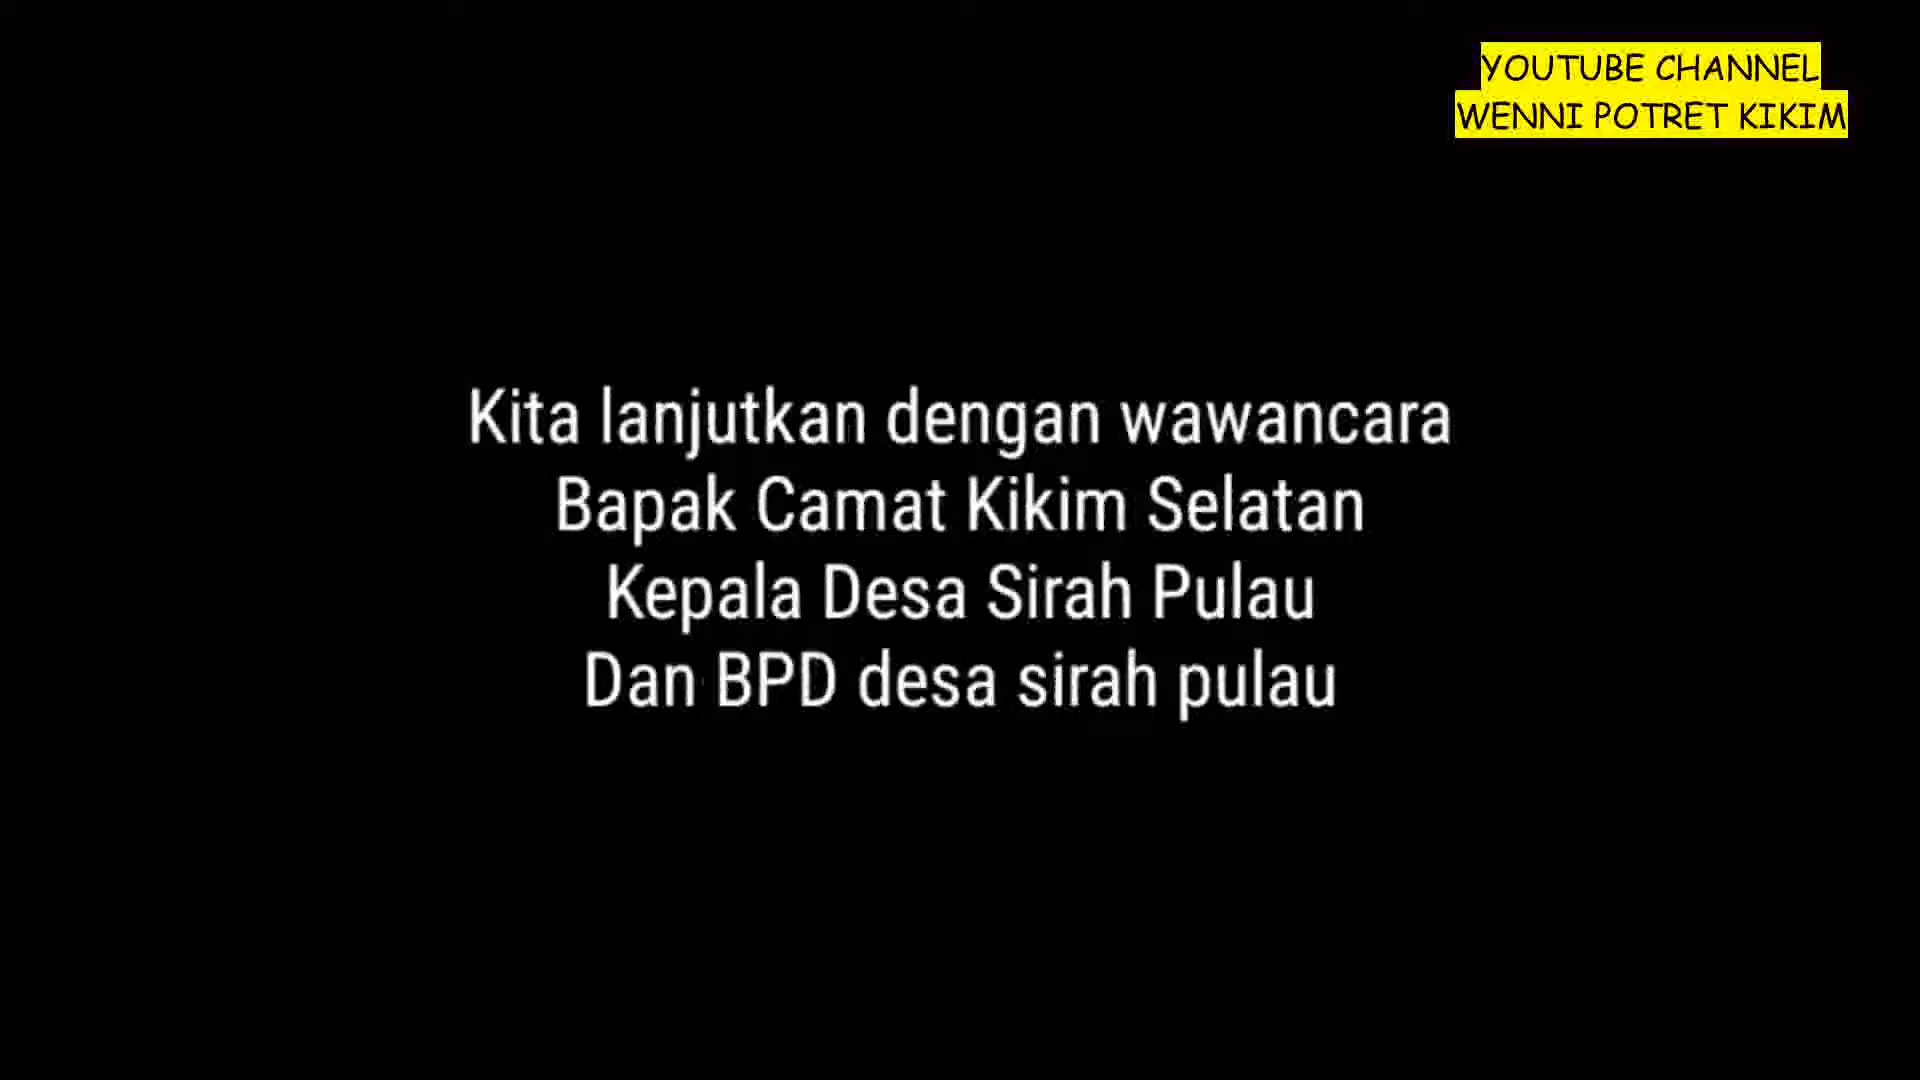 YOUTUBE CHANNEL
WENNI POTRET KIKIM
Kita lanjutkan dengan wawancara
Bapak Camat Kikim Selatan
Kepala Desa Sirah Pulau
Dan BPD desa sirah pulau